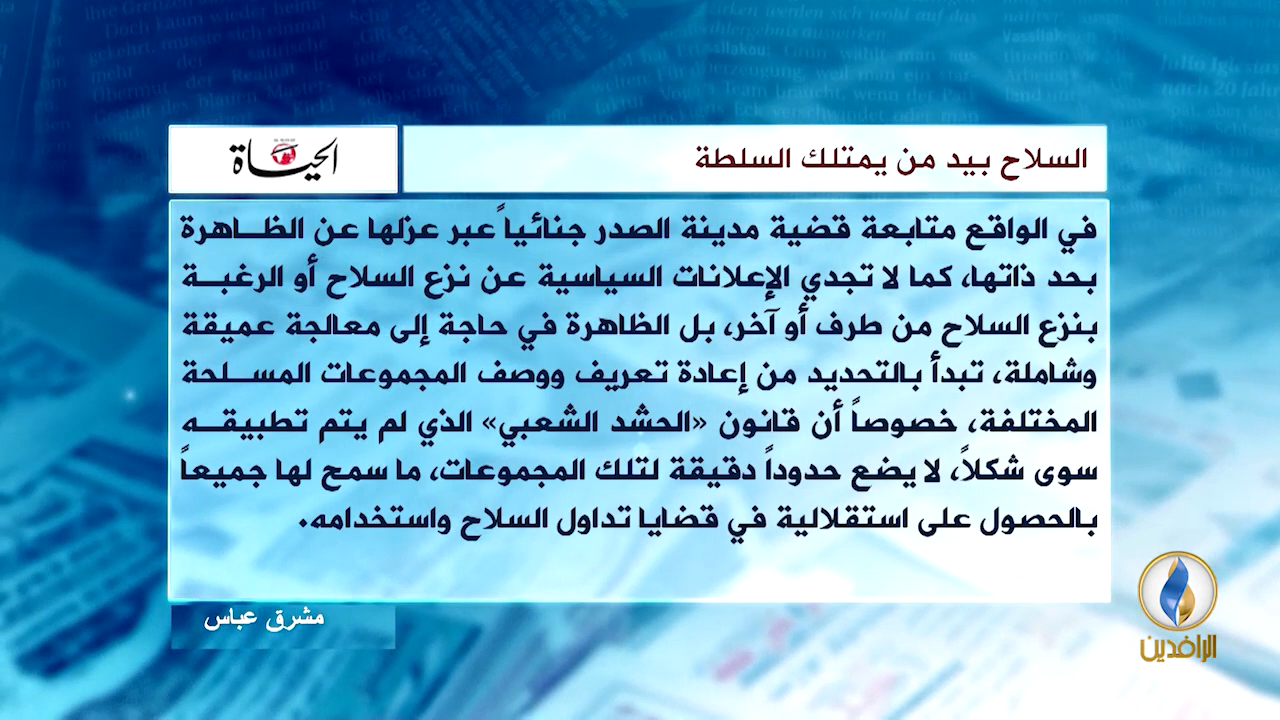 السلاح بيد من يمتلك السلطة
الحياة
في الواقع متابعة قضية مدينة الصدر جنائياً عبر عزلها عن الظاهرة
بحد ذاتها، كما لا تجدي الإعلانات السياسية عن نزع السلاح أو الرغبة
بنزع السلاح من طرف أو آخر، بل الظاهرة في حاجة إلى معالجة عميقة
وشاملة، تبدأ بالتحديد من إعادة تعريف ووصف المجموعات المسلحة
المختلفة، خصوصاً أن قانون «الحشد الشعبي» الذي لم يتم تطبيقه
سوى شكلاً، لا يضع حدوداً دقيقة لتلك المجموعات، ما سمح لها جميعاً
بالحصول على استقلالية في قضايا تداول السلاح واستخدامه.
مشرق عباس
الرافدين